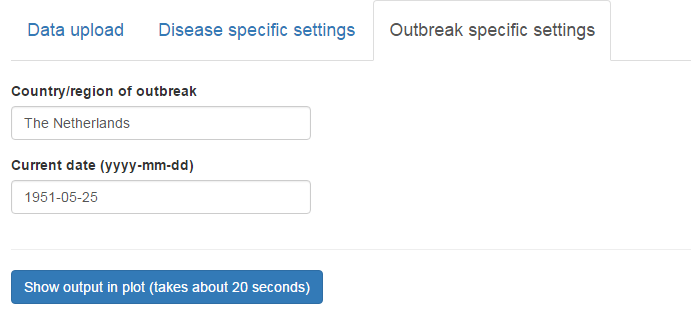 Data upload Disease specific settings Outbreak specific settings
Country/region of outbreak
The Netherlands
Current date (yyyy-mm-dd)
1951-05-25
Show output in plot (takes about 20 seconds)